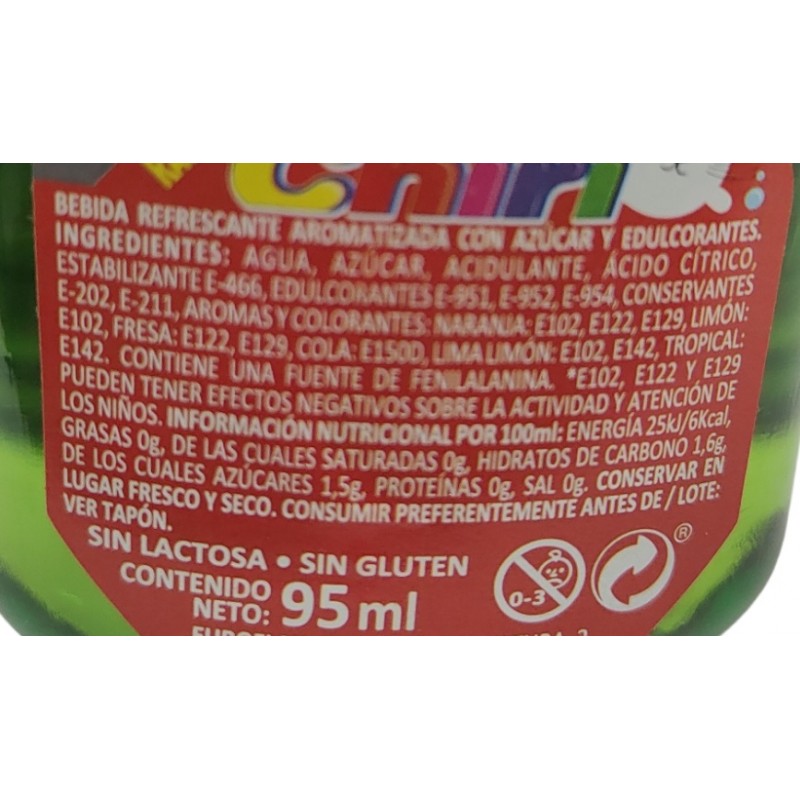 BEBIDA REFRESCANTE AROMATIZADA CON AZÚCAR Y EDULCORANTES.
INGREDIENTES: AGUA, AZÚCAR, ACIDULANTE, ÁCIDO CÍTRICO,
ESTABILIZANTE E-466, EDULCORANTES E-951, E-952, E-954, CONSERVANTES
E-202, E-211, AROMAS Y COLORANTES: NARANJA: E102, E122, E129, LIMÓN:
E102, FRESA: E122, E129, COLA: E150D, LIMA LIMÓN: E102, E142, TROPICAL:
E142. CONTIENE UNA FUENTE DE FENILALANINA. *E102, E122 Y E129
PUEDEN TENER EFECTOS NEGATIVOS SOBRE LA ACTIVIDAD Y ATENCIÓN DE
LOS NIÑOS. INFORMACIÓN NUTRICIONAL POR 100ml: ENERGÍA 25kJ/6Kcal,
GRASAS 0g, DE LAS CUALES SATURADAS 0g, HIDRATOS DE CARBONO 1,6g,
DE LOS CUALES AZÚCARES 1,5g, PROTEÍNAS 0g, SAL 0g. CONSERVAR EN
LUGAR FRESCO Y SECO. CONSUMIR PREFERENTEMENTE ANTES DE / LOTE:
VER TAPÓN.
SIN LACTOSA • SIN GLUTEN
CONTENIDO
NETO: 95 ml
0-3
®